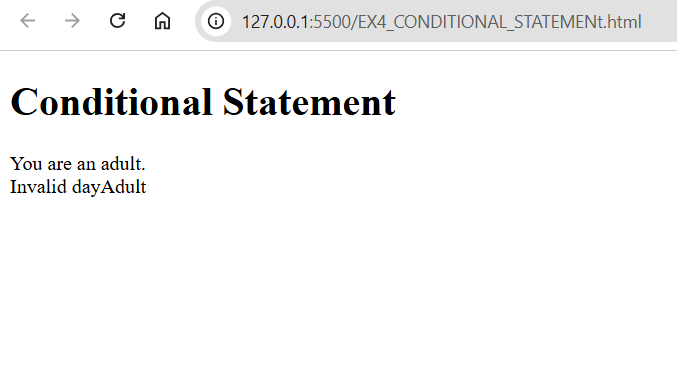 127.0.0.1:5500/EX4_CONDITIONAL_STATEMENt.html
Conditional Statement
You are an adult.
Invalid dayAdult